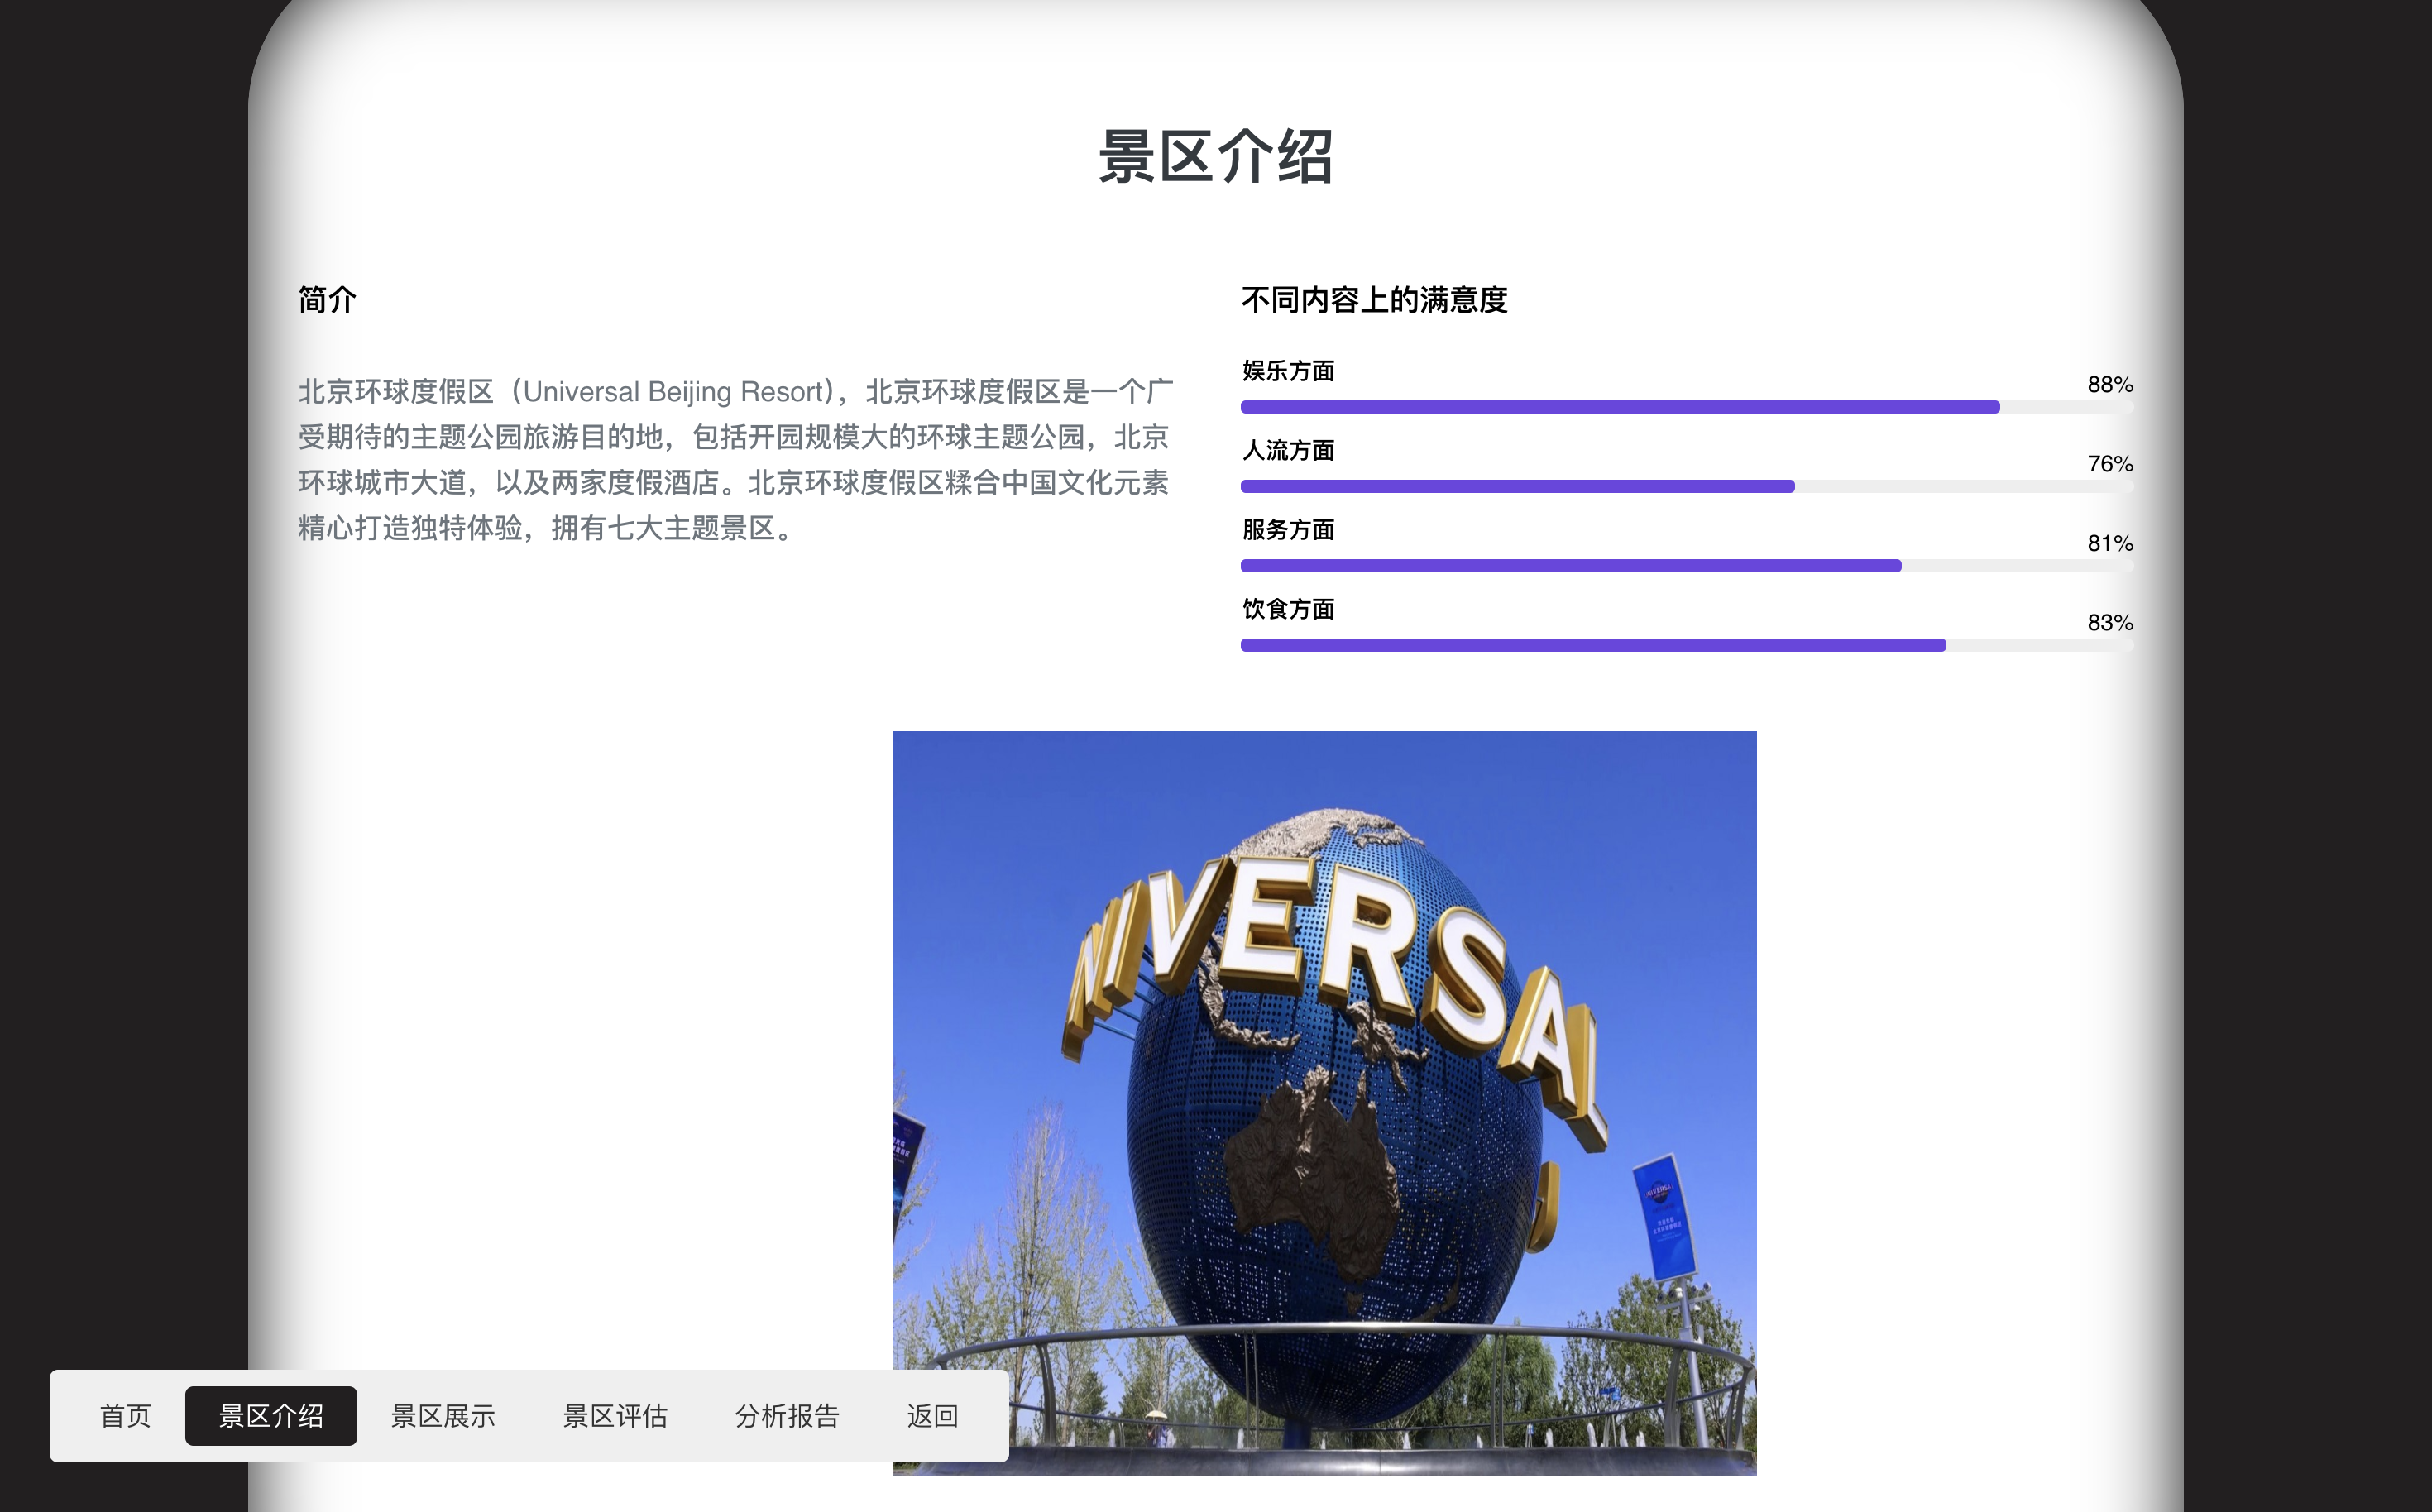 景区介绍
简介
北京环球度假区（Universal Beijing Resort），北京环球度假区是一个广
受期待的主题公园旅游目的地，包括开园规模大的环球主题公园，北京
环球城市大道，以及两家度假酒店。北京环球度假区糅合中国文化元素
精心打造独特体验，拥有七大主题景区。
不同内容上的满意度
娱乐方面
88%
人流方面
76%
服务方面
81%
饮食方面
83%
NIVERSAL
U
首页 景区介绍 景区展示 景区评估 分析报告 返回